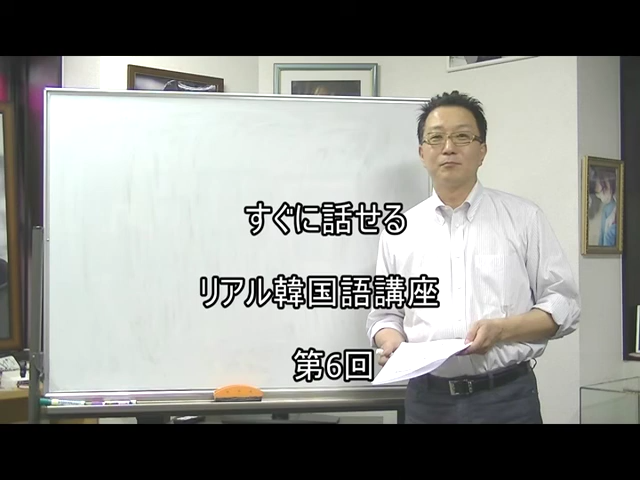 すぐに話せる
リアル韓国語講座
第6回